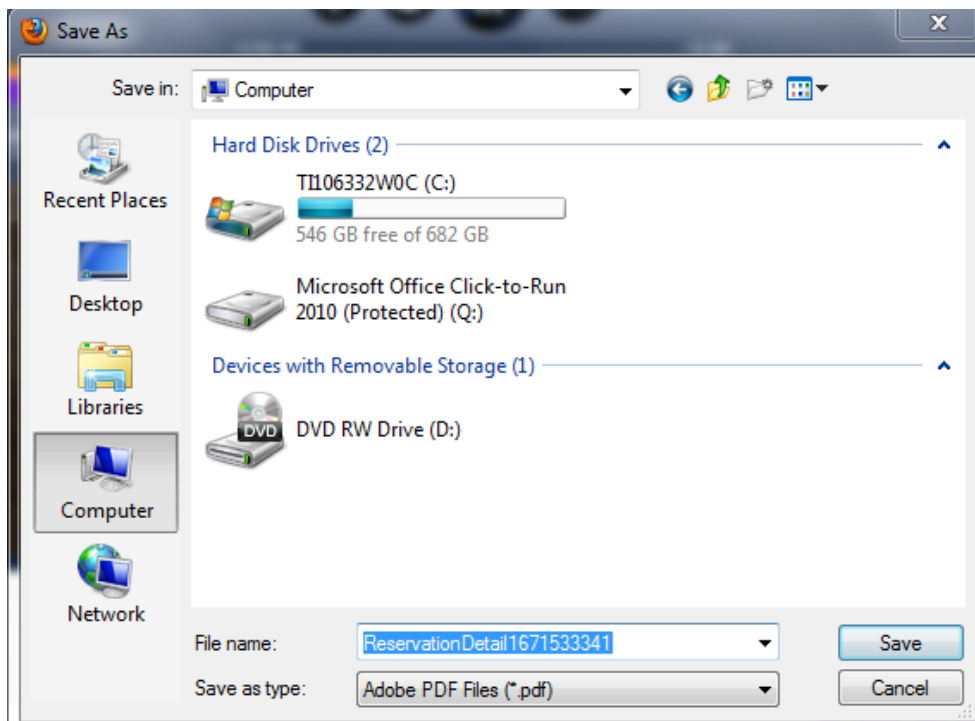 Save As
Save in:
Computer
Recent Places
Desktop
Libraries
Computer
Network
Hard Disk Drives (2)
TI106332W0C (C:)
546 GB free of 682 GB
Microsoft Office Click-to-Run
2010 (Protected) (Q:)
Devices with Removable Storage (1)
DVD
DVD RW Drive (D:)
File name:
ReservationDetail1671533341
Save
Save as type:
Adobe PDF Files (*.pdf)
Cancel